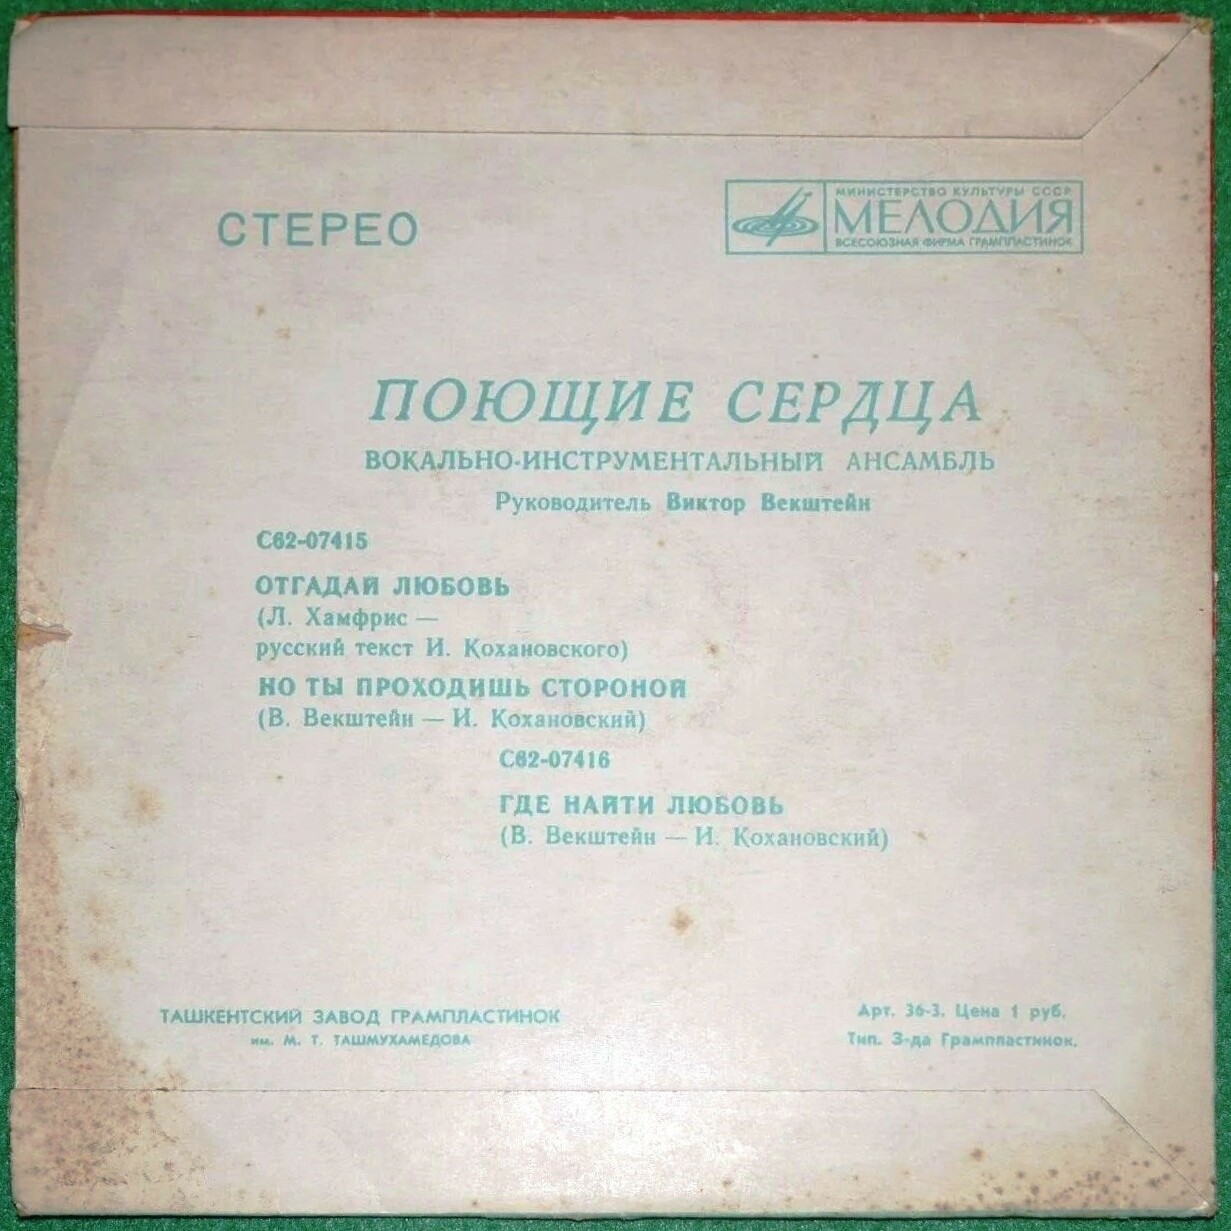 СТЕРЕО
МИНИСТЕРСТВО КУЛЬТУРЫ СССР
МЕЛОДИЯ
ВСЕСОЮЗНАЯ ФИРМА ГРАМПЛАСТИНОК
ПОЮЩИЕ СЕРДЦА
ВОКАЛЬНО-ИНСТРУМЕНТАЛЬНЫЙ АНСАМБЛЬ
Руководитель Виктор Векштейн
С62-07415
ОТГАДАЙ ЛЮБОВЬ
(Л. Хамфрис —
русский текст И. Кохановского)
НО ТЫ ПРОХОДИШЬ СТОРОНОЙ
(В. Векштейн — И. Кохановский)
С62-07416
ГДЕ НАЙТИ ЛЮБОВЬ
(В. Векштейн — И. Кохановский)
ТАШКЕНТСКИЙ ЗАВОД ГРАМПЛАСТИНОК
им. М. Т. ТАШМУХАМЕДОВА
Арт. 36-3. Цена 1 руб.
Тип. З-да Грампластинок.